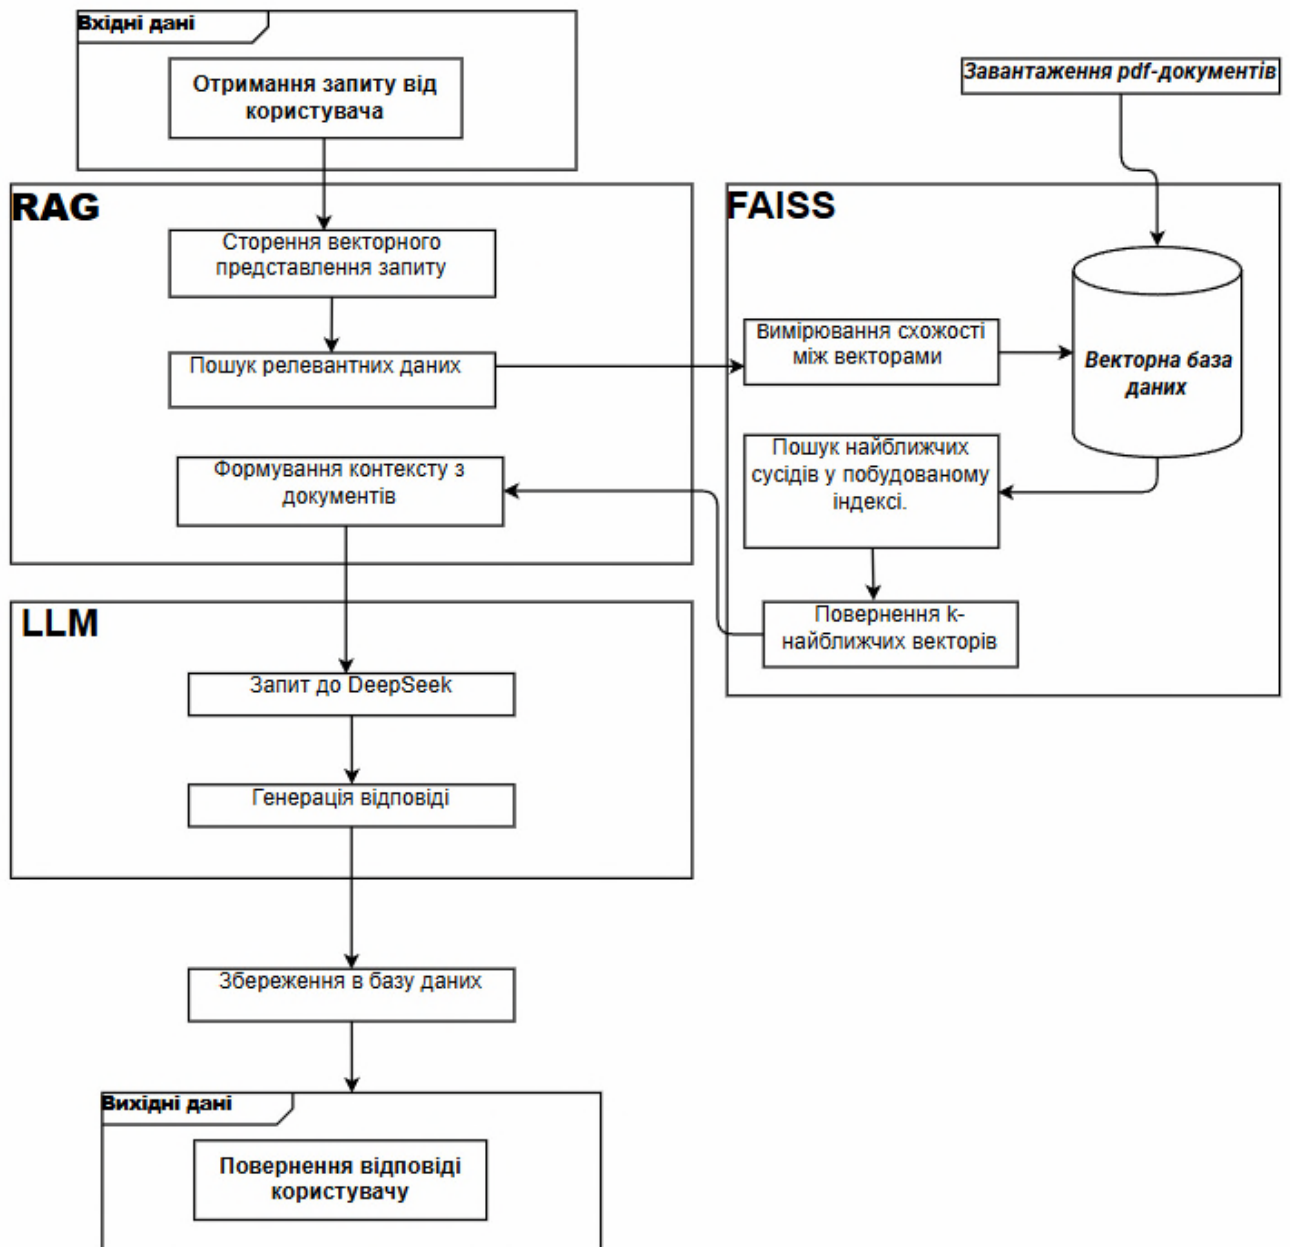 Вхідні дані
Отримання запиту від
користувача
Завантаження pdf-документів
RAG
Сторення векторного
представлення запиту
Пошук релевантних даних
Формування контексту з
документів
FAISS
Вимірювання схожості
між векторами
Векторна база
даних
Пошук найближчих
сусідів у побудованому
індексі.
Повернення k-
найближчих векторів
LLM
Запит до DeepSeek
Генерація відповіді
Збереження в базу даних
Вихідні дані
Повернення відповіді
користувачу